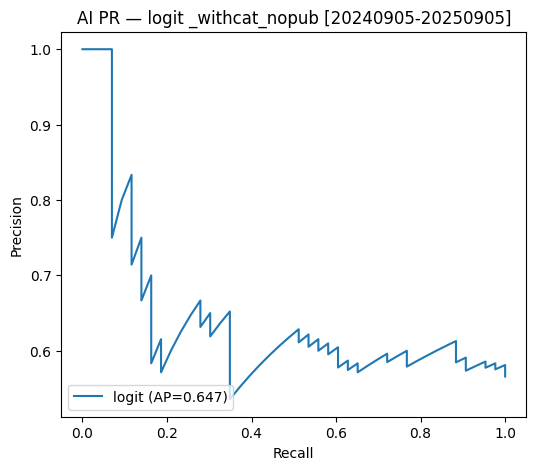 AI PR — logit _withcat_nopub [20240905-20250905]
1.0
0.9
0.8
0.7
0.6
Precision
logit (AP=0.647)
0.0 0.2 0.4 0.6 0.8 1.0
Recall